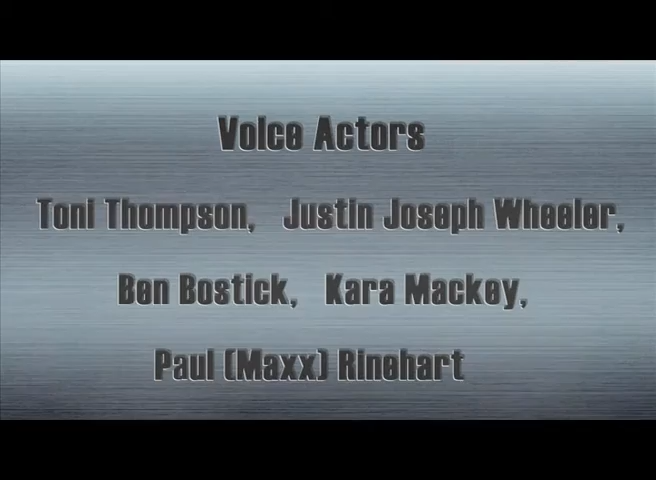 Voice Actors
Toni Thompson, Justin Joseph Wheeler,
Ben Bostick, Kara Mackey,
Paul (Maxx) Rinehart